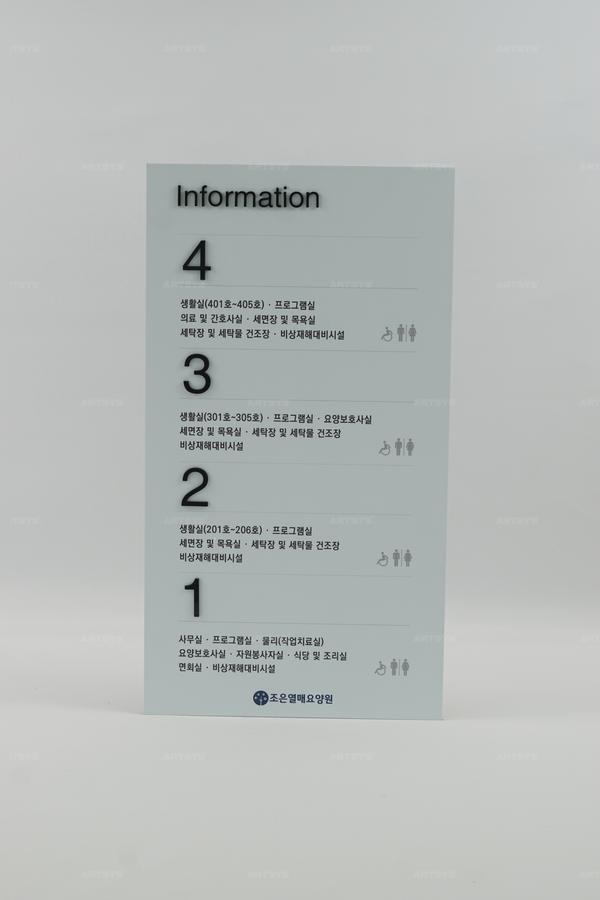 Information
4
생활실(401호~405호) · 프로그램실
의료 및 간호사실 · 세면장 및 목욕실
세탁장 및 세탁물 건조장 · 비상재해대비시설
3
생활실(301호~305호) · 프로그램실 · 요양보호사실
세면장 및 목욕실 · 세탁장 및 세탁물 건조장
비상재해대비시설
2
생활실(201호~206호) · 프로그램실
세면장 및 목욕실 · 세탁장 및 세탁물 건조장
비상재해대비시설
1
사무실 · 프로그램실 · 물리(작업치료실)
요양보호사실 · 자원봉사자실 · 식당 및 조리실
면회실 · 비상재해대비시설
조은열매요양원